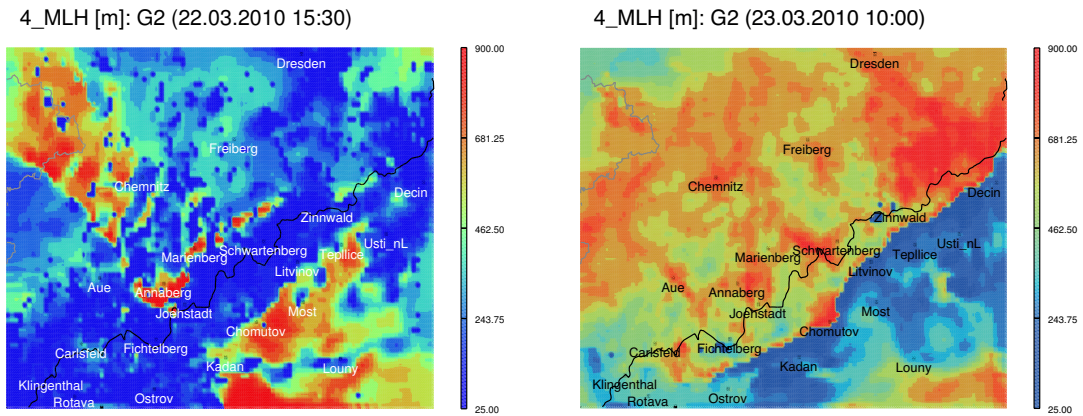 4_MLH [m]: G2 (22.03.2010 15:30)
Dresden
Freiberg
Chemnitz
Decin
Zinnwald
Usti_nL
Schwartenberg
Marienberg
Teplice
Litvinov
Aue
Annaberg
Joehstadt
Most
Chomutov
Carlsfeld
Fichtelberg
Kadan
Louny
Klingenthal
Rotava
Ostrov
900.00
681.25
462.50
243.75
25.00
4_MLH [m]: G2 (23.03.2010 10:00)
Dresden
Freiberg
Chemnitz
Decin
Zinnwald
Usti_nL
Schwartenberg
Teplice
Marienberg
Litvinov
Aue
Annaberg
Joehstadt
Most
Chomutov
Carlsfeld
Fichtelberg
Kadan
Louny
Klingenthal
Rotava
Ostrov
900.00
681.25
462.50
243.75
25.00